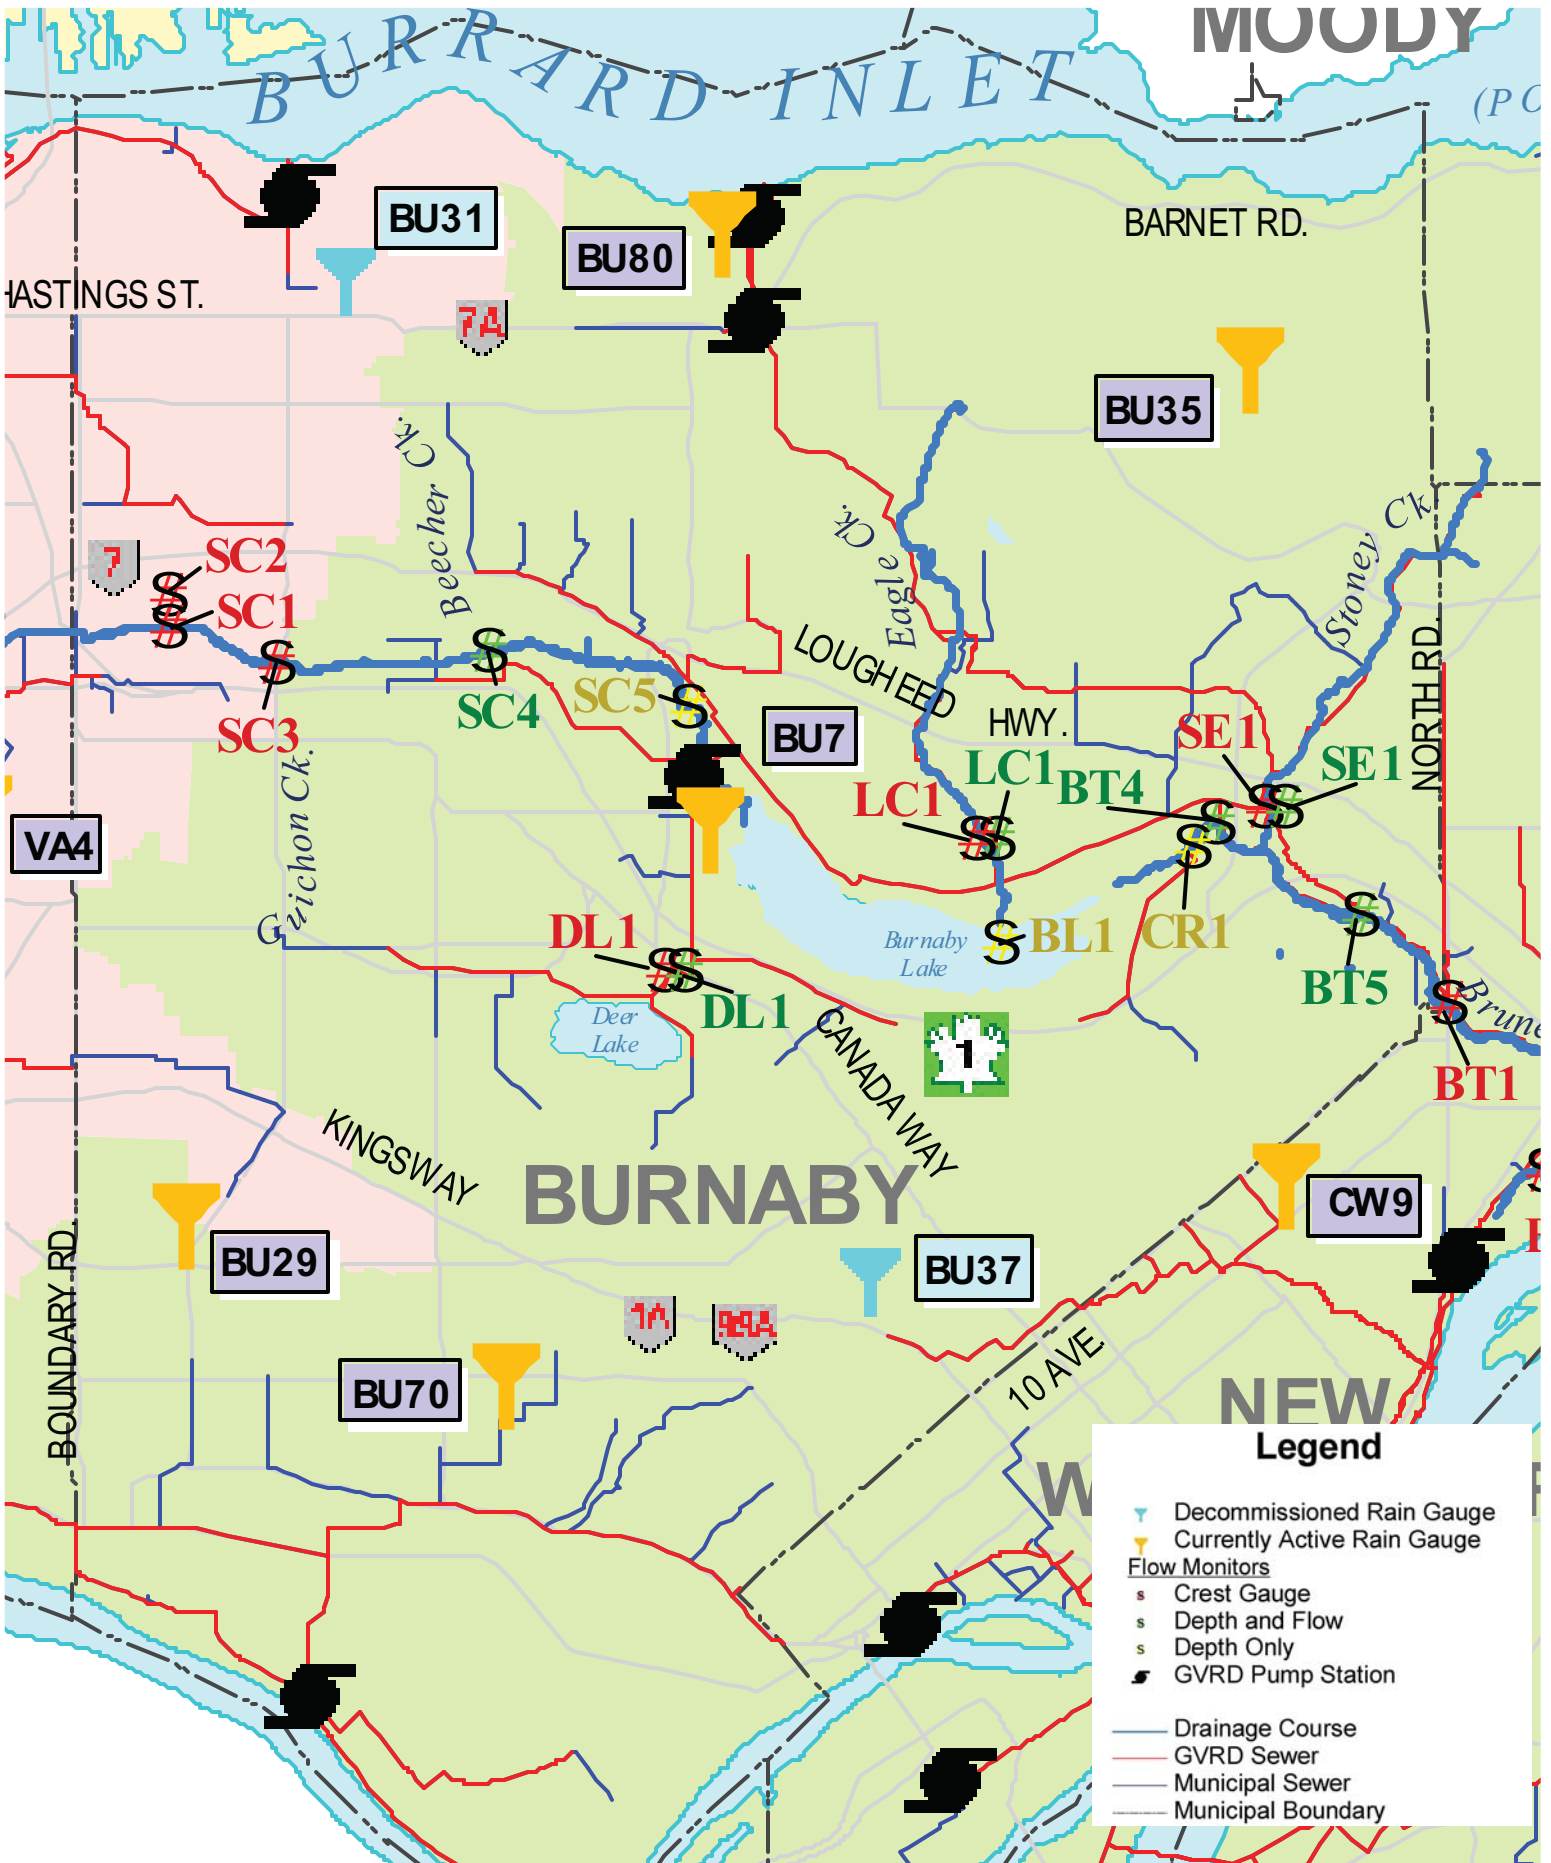 MOODY
BURRARD INLET
(PO
BU31
BU80
BARNET RD.
HASTINGS ST.
7A
BU35
Beecher Ck.
Eagle Ck.
Stoney Ck.
7
SC2
SC1
SC3
SC4
SC5
LOUGHEED
HWY.
NORTH RD.
BU7
SE1
SE1
LC1
LC1
BT4
VA4
Guichon Ck.
DL1
DL1
Burnaby
Lake
BL1
CR1
BT5
Brune
BT1
Deer
Lake
CANADA WAY
1
KINGSWAY
BURNABY
CW9
BU29
BU37
BOUNDARY RD.
1A
99A
BU70
10 AVE.
NEW
W
Legend
Decommissioned Rain Gauge
Currently Active Rain Gauge
Flow Monitors
S Crest Gauge
S Depth and Flow
S Depth Only
GVRD Pump Station
Drainage Course
GVRD Sewer
Municipal Sewer
Municipal Boundary